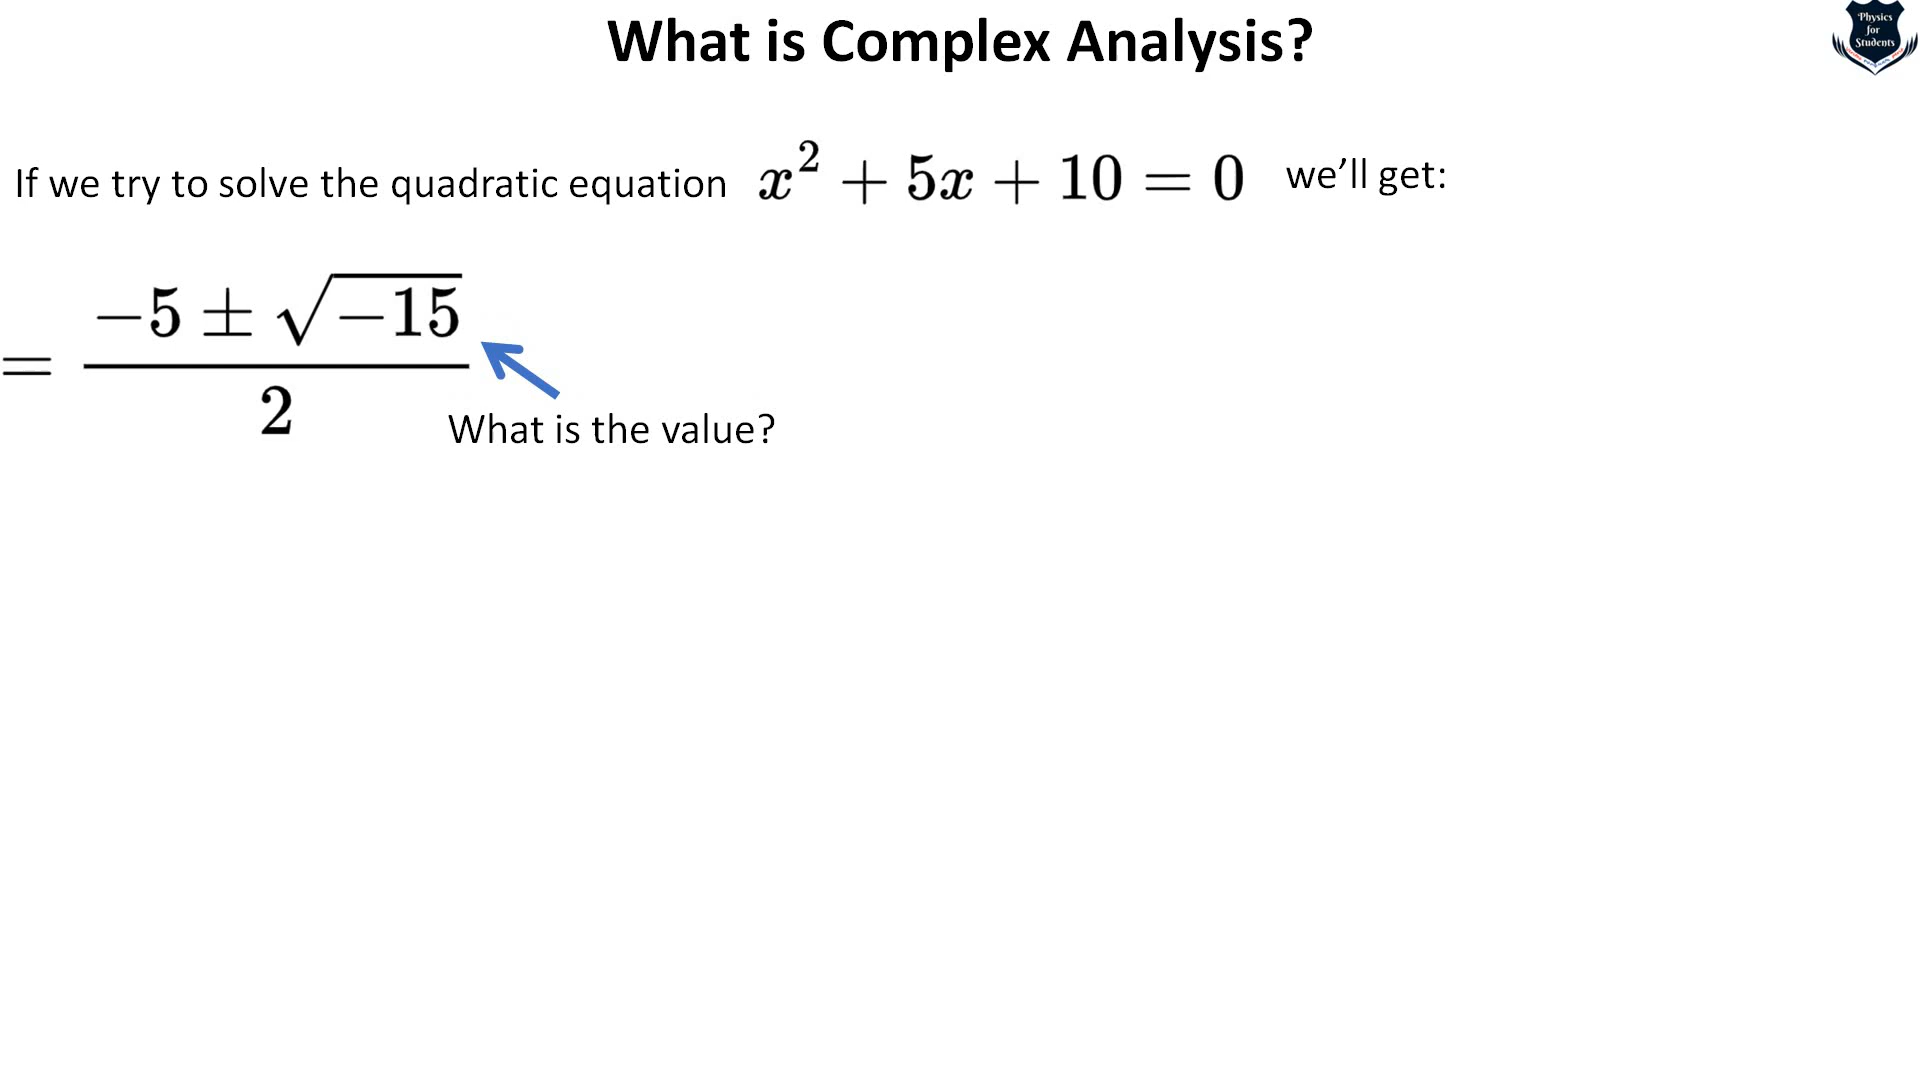 What is Complex Analysis?
Physics
for
Students
If we try to solve the quadratic equation x² + 5x + 10 = 0 we’ll get:
= (−5 ± √−15) / 2
What is the value?